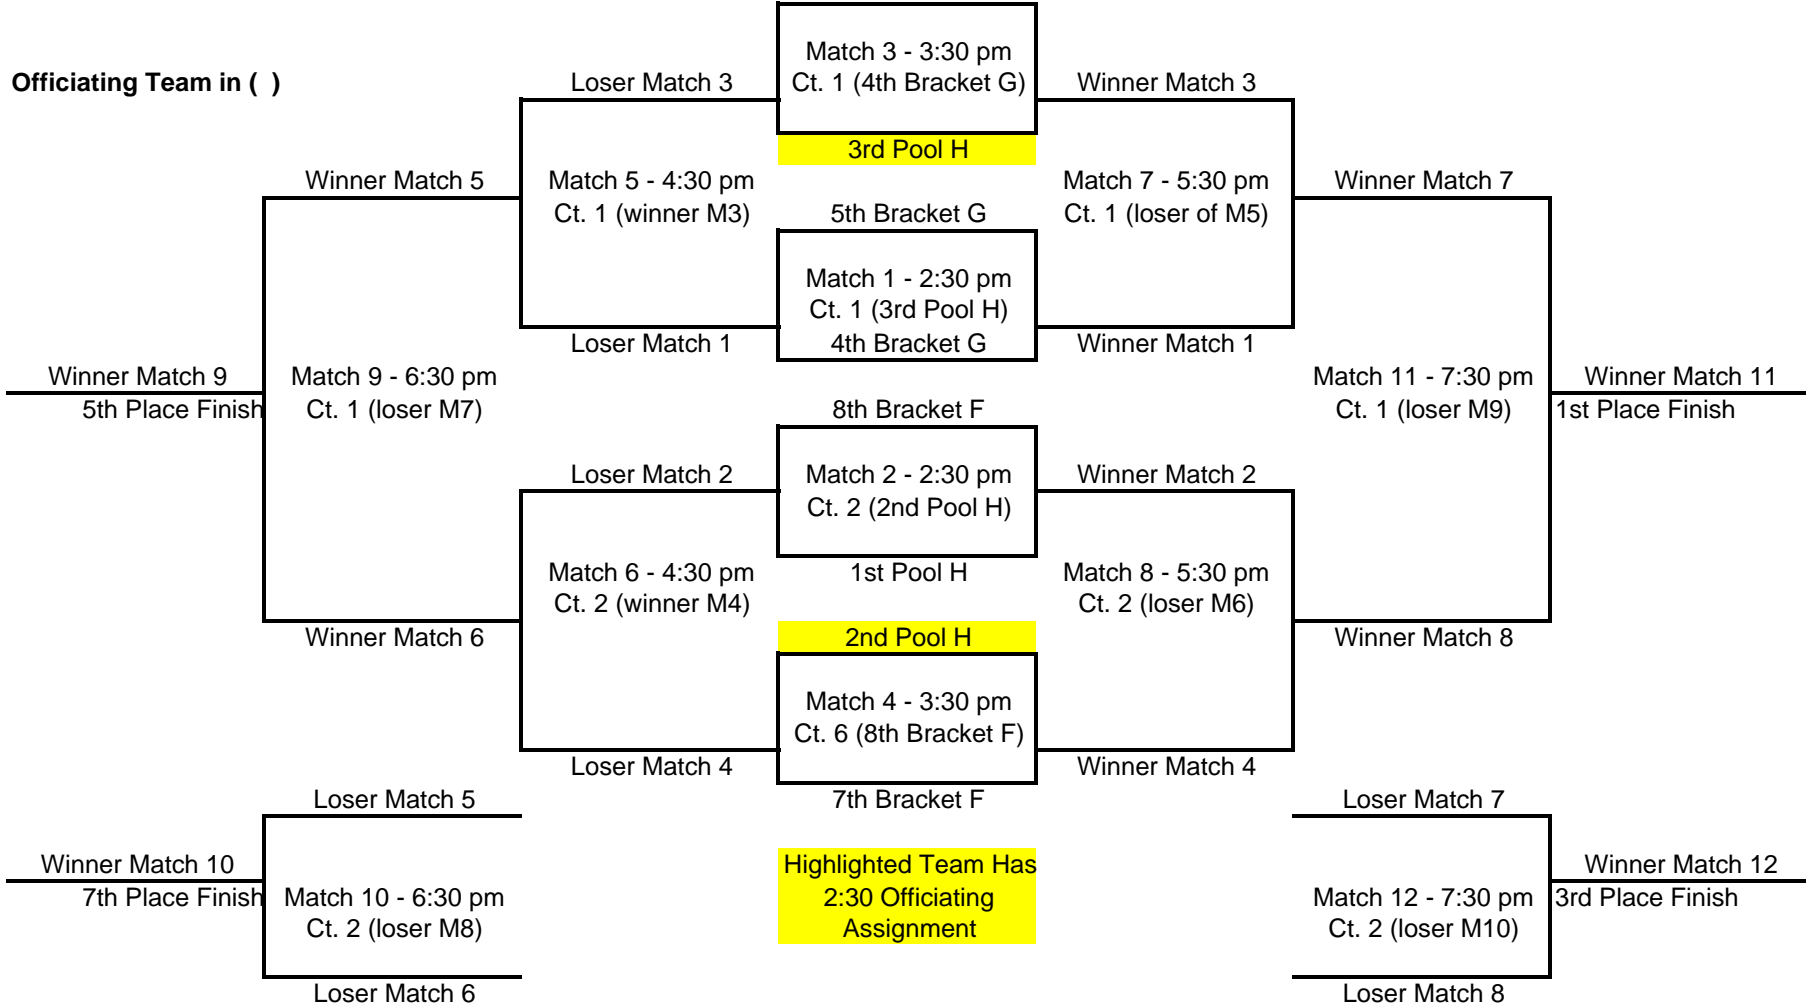 Match 3 - 3:30 pm
Officiating Team in (  )
Loser Match 3
Ct. 1 (4th Bracket G)
Winner Match 3
3rd Pool H
Winner Match 5
Match 5 - 4:30 pm
Match 7 - 5:30 pm
Winner Match 7
Ct. 1 (winner M3)
5th Bracket G
Ct. 1 (loser of M5)
Match 1 - 2:30 pm
Ct. 1 (3rd Pool H)
Loser Match 1
4th Bracket G
Winner Match 1
Winner Match 9
Match 9 - 6:30 pm
Match 11 - 7:30 pm
Winner Match 11
5th Place Finish
Ct. 1 (loser M7)
8th Bracket F
Ct. 1 (loser M9)
1st Place Finish
Loser Match 2
Match 2 - 2:30 pm
Winner Match 2
Ct. 2 (2nd Pool H)
Match 6 - 4:30 pm
1st Pool H
Match 8 - 5:30 pm
Ct. 2 (winner M4)
Ct. 2 (loser M6)
Winner Match 6
2nd Pool H
Winner Match 8
Match 4 - 3:30 pm
Ct. 6 (8th Bracket F)
Loser Match 4
Winner Match 4
Loser Match 5
7th Bracket F
Loser Match 7
Winner Match 10
Highlighted Team Has
Winner Match 12
7th Place Finish
Match 10 - 6:30 pm
2:30 Officiating
Match 12 - 7:30 pm
3rd Place Finish
Ct. 2 (loser M8)
Assignment
Ct. 2 (loser M10)
Loser Match 6
Loser Match 8